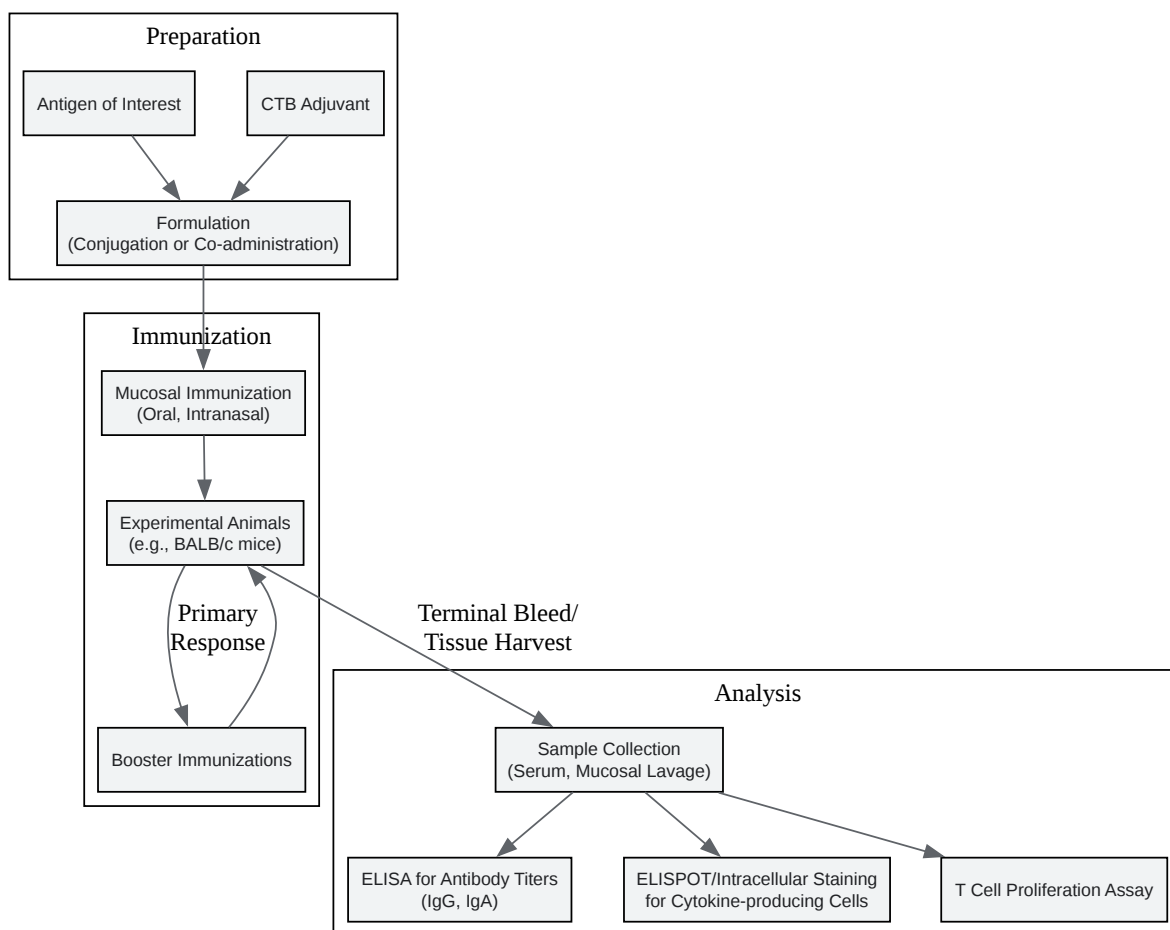 Preparation
Antigen of Interest
CTB Adjuvant
Formulation
(Conjugation or Co-administration)
Immunization
Mucosal Immunization
(Oral, Intranasal)
Experimental Animals
(e.g., BALB/c mice)
Primary
Response
Terminal Bleed/
Tissue Harvest
Booster Immunizations
Analysis
Sample Collection
(Serum, Mucosal Lavage)
ELISA for Antibody Titers
(IgG, IgA)
ELISPOT/Intracellular Staining
for Cytokine-producing Cells
T Cell Proliferation Assay